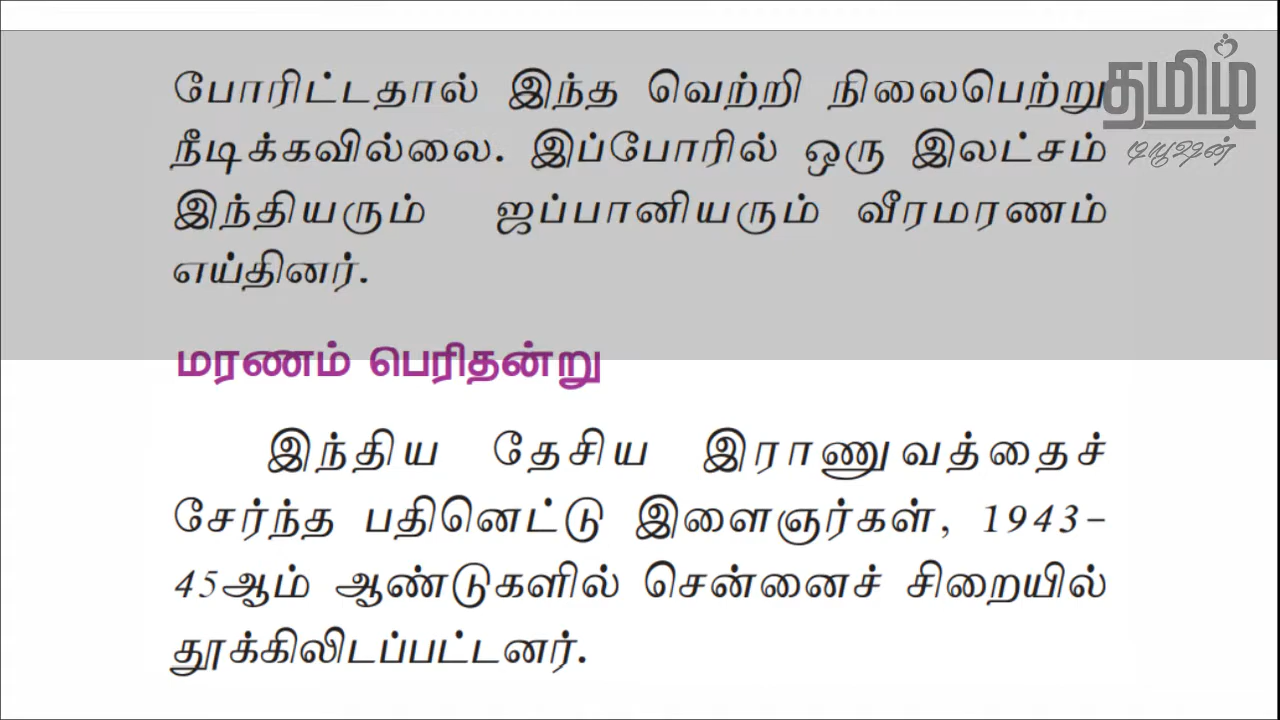 போரிட்டதால் இந்த வெற்றி நிலைபெற்று
நீடிக்கவில்லை. இப்போரில் ஒரு இலட்சம்
இந்தியரும் ஜப்பானியரும் வீரமரணம்
எய்தினர்.
மரணம் பெரிதன்று
இந்திய தேசிய இராணுவத்தைச்
சேர்ந்த பதினெட்டு இளைஞர்கள், 1943-
45ஆம் ஆண்டுகளில் சென்னைச் சிறையில்
தூக்கிலிடப்பட்டனர்.
தமிழ்
டியூஷன்